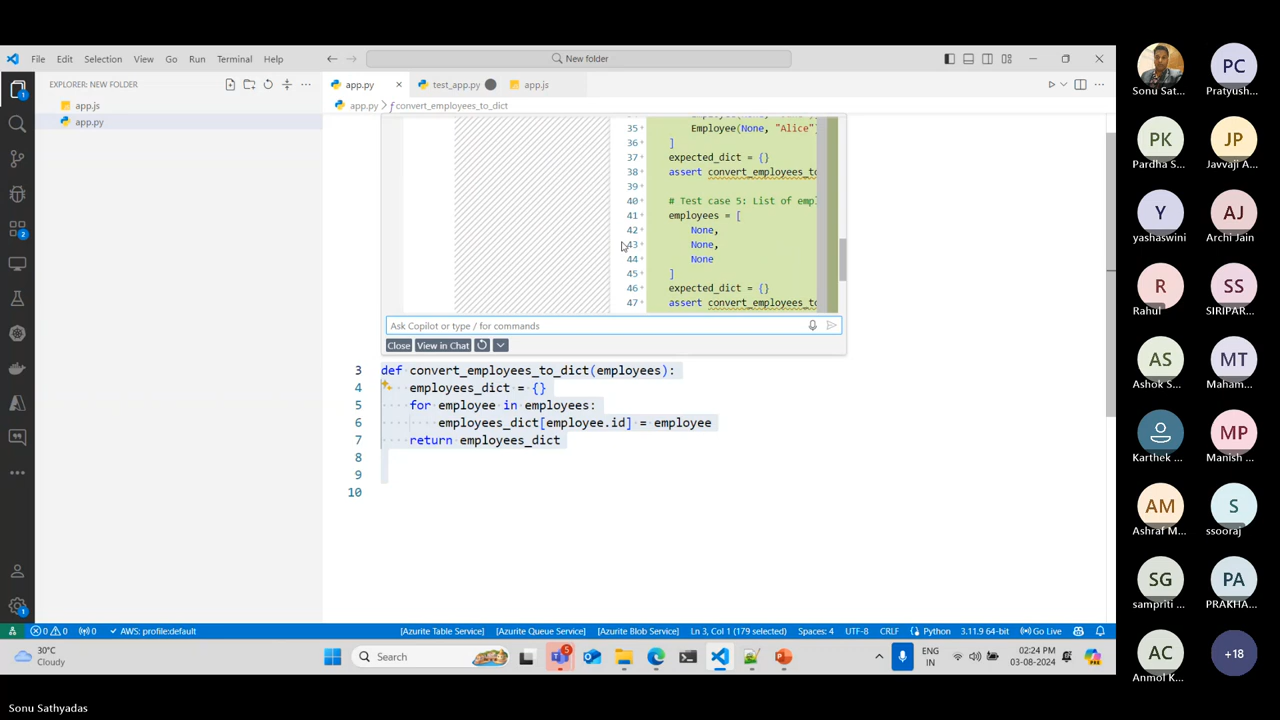 File Edit Selection View Go Run Terminal Help
New folder
EXPLORER: NEW FOLDER
app.js
app.py
app.py
test_app.py
app.js
app.py > convert_employees_to_dict
35 + Employee(None, "Alice")
36 + ]
37 + expected_dict = {}
38 + assert convert_employees_to
39 +
40 + # Test case 5: List of emp
41 + employees = [
42 + None,
43 + None,
44 + None
45 + ]
46 + expected_dict = {}
47 + assert convert_employees_to
Ask Copilot or type / for commands
Close View in Chat
3 def convert_employees_to_dict(employees):
4 employees_dict = {}
5 for employee in employees:
6 employees_dict[employee.id] = employee
7 return employees_dict
8
9
10
1
2
1
0 0 0 AWS: profile:default [Azurite Table Service] [Azurite Queue Service] [Azurite Blob Service] Ln 3, Col 1 (179 selected) Spaces: 4 UTF-8 CRLF Python 3.11.9 64-bit Go Live
30°C
Cloudy
Search
5
ENG
IN
02:24 PM
03-08-2024
Sonu Sat...
PC
Pratyush...
PK
Pardha S...
JP
Javvaji A...
Y
yashaswini
AJ
Archi Jain
R
Rahul
SS
SIRIPAR...
AS
Ashok S...
MT
Maham...
Karthek ...
MP
Manish ...
AM
Ashraf M...
S
ssooraj
SG
sampriti ...
PA
PRAKHA...
AC
Anmol K...
+18
Sonu Sathyadas